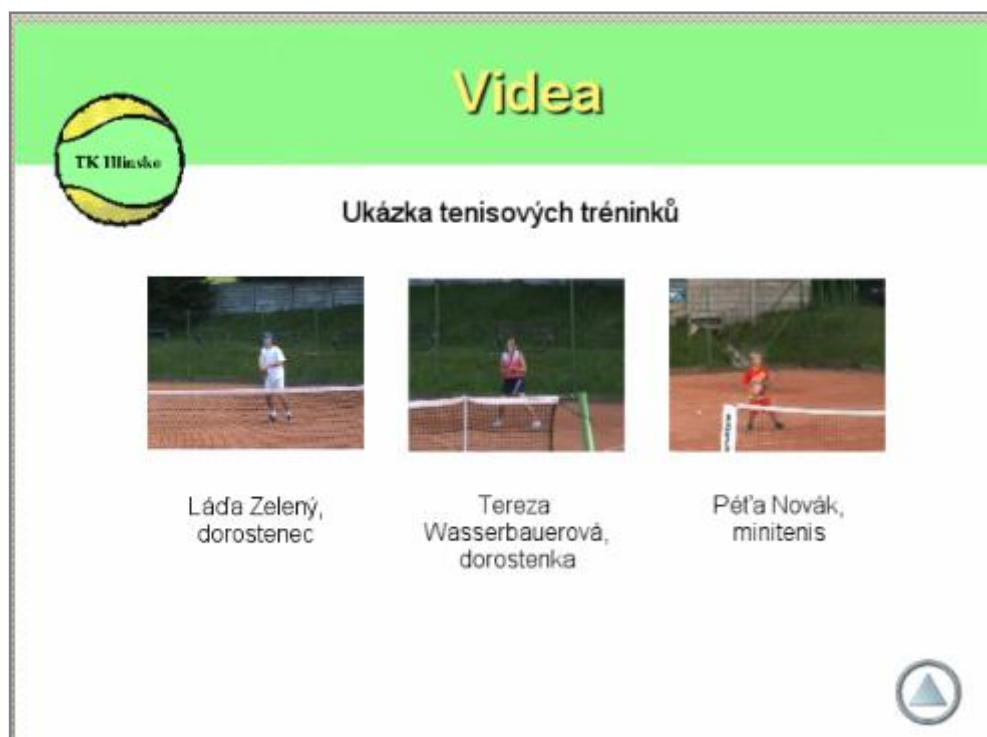 Videa
TK Hlinsko
Ukázka tenisových tréninků
Láďa Zelený,
dorostenec
Tereza
Wasserbauerová,
dorostenka
Péťa Novák,
minitenis